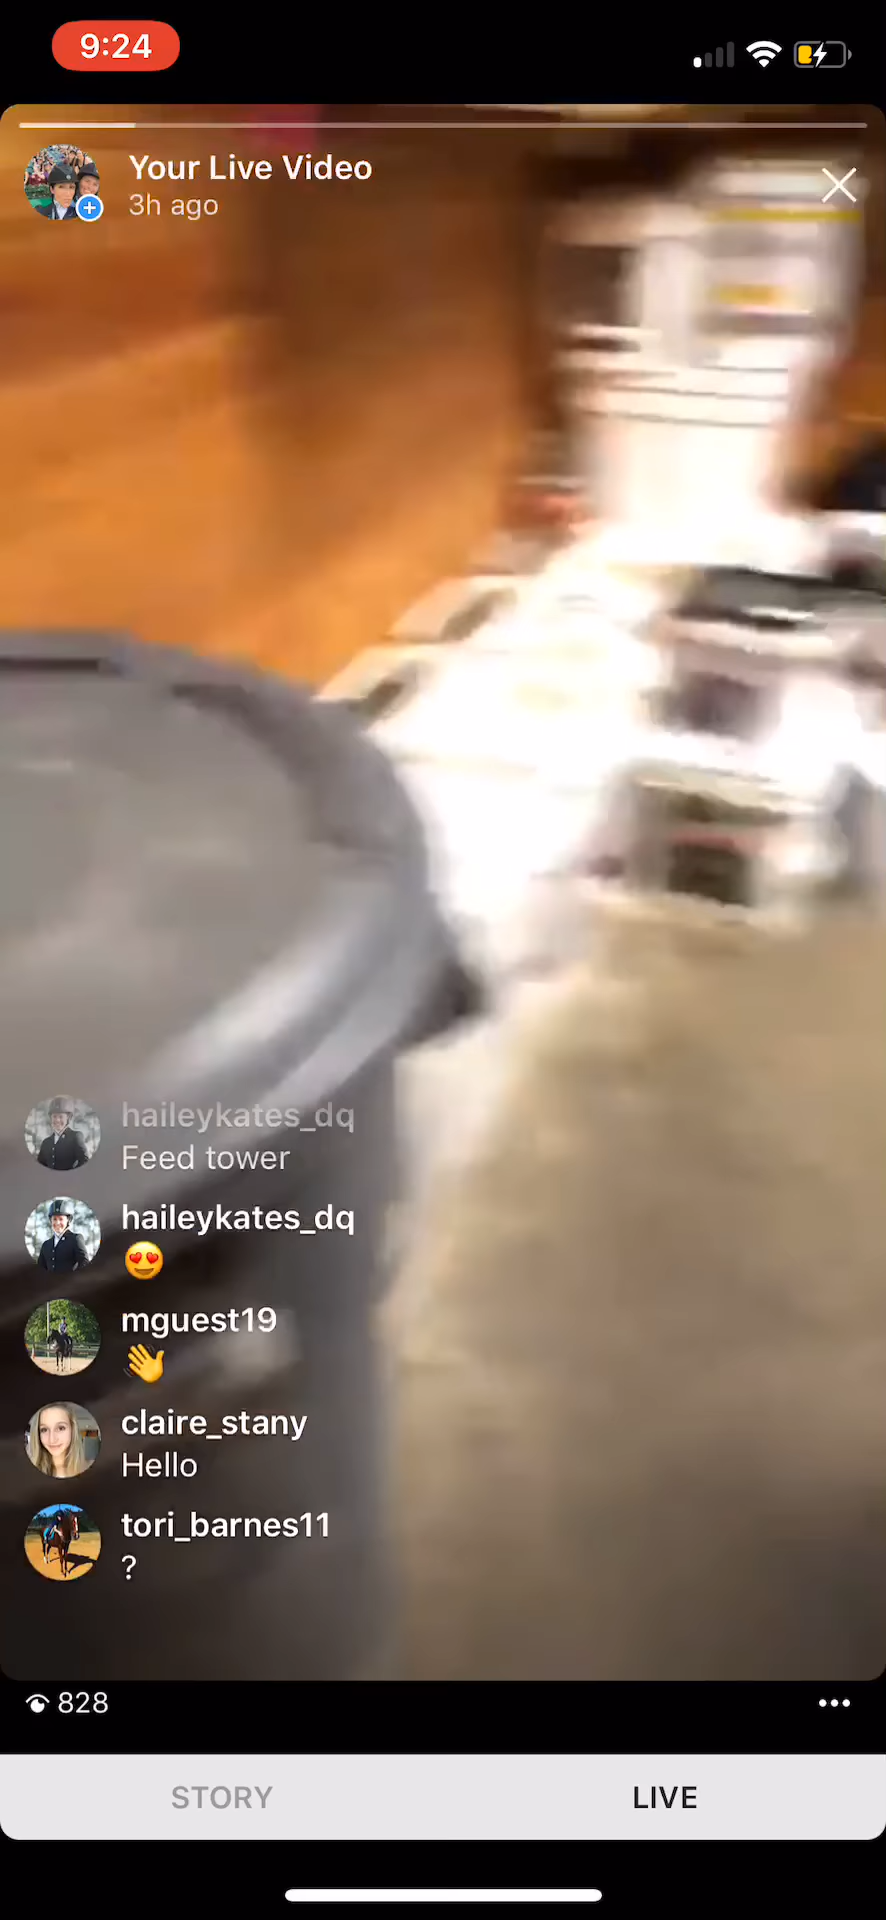 9:24
Your Live Video
3h ago
haileykates_dq
Feed tower
haileykates_dq
😍
mguest19
👋
claire_stany
Hello
tori_barnes11
?
828
STORY
LIVE